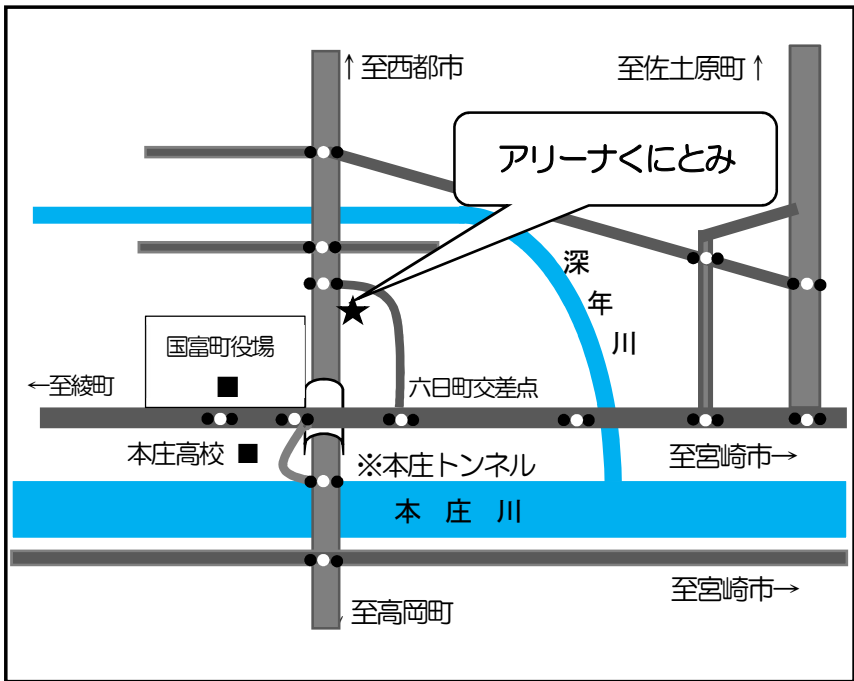 ↑至西都市
至佐土原町↑
アリーナくにとみ
深年川
国富町役場
←至綾町
六日町交差点
本庄高校
※本庄トンネル
至宮崎市→
本庄川
至宮崎市→
至高岡町